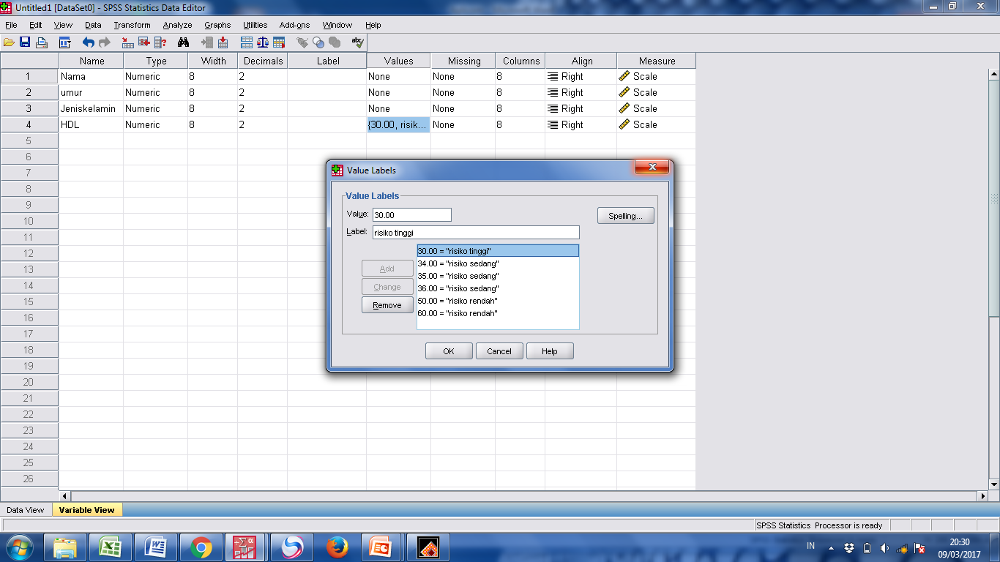 Untitled1 [DataSet0] - SPSS Statistics Data Editor
File Edit View Data Transform Analyze Graphs Utilities Add-ons Window Help
Name Type Width Decimals Label Values Missing Columns Align Measure
1 Nama Numeric 8 2 None None 8 Right Scale
2 umur Numeric 8 2 None None 8 Right Scale
3 Jeniskelamin Numeric 8 2 None None 8 Right Scale
4 HDL Numeric 8 2 {30.00, risik... None 8 Right Scale
5
6
7
8
9
10
11
12
13
14
15
16
17
18
19
20
21
22
23
24
25
26
Value Labels
Value Labels
Value: 30.00
Spelling...
Label: risiko tinggi
30.00 = "risiko tinggi"
34.00 = "risiko sedang"
35.00 = "risiko sedang"
36.00 = "risiko sedang"
50.00 = "risiko rendah"
60.00 = "risiko rendah"
Add
Change
Remove
OK Cancel Help
Data View Variable View
SPSS Statistics Processor is ready
IN
20:30
09/03/2017